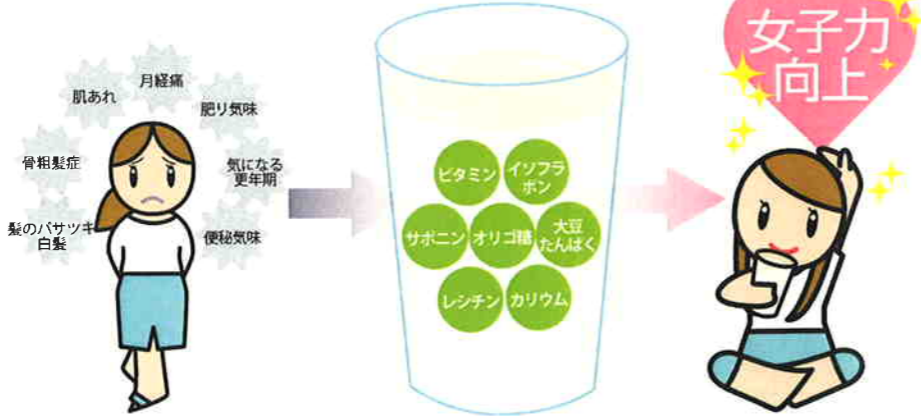 月経痛
肌あれ
肥り気味
骨粗髪症
気になる
更年期
髪のパサツキ
白髪
便秘気味
ビタミン
イソフラ
ボン
サポニン
オリゴ糖
大豆
たんぱく
レシチン
カリウム
女子力
向上